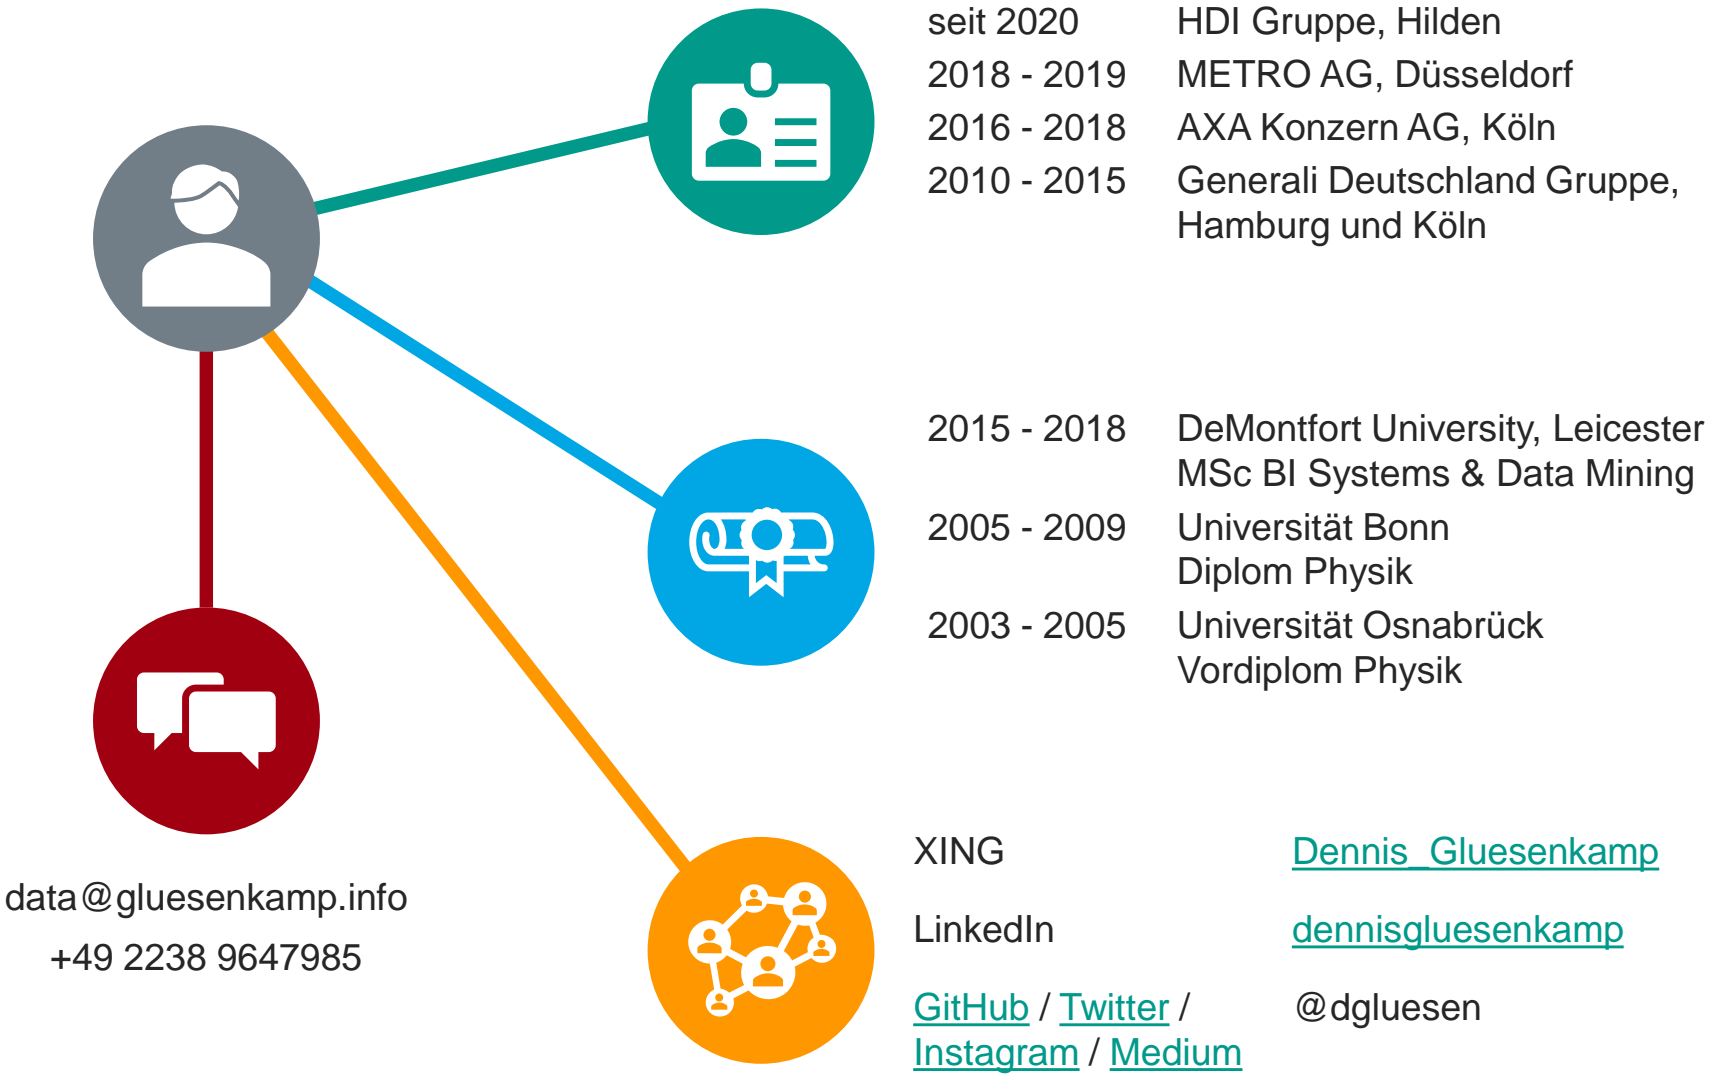 seit 2020 HDI Gruppe, Hilden
2018 - 2019 METRO AG, Düsseldorf
2016 - 2018 AXA Konzern AG, Köln
2010 - 2015 Generali Deutschland Gruppe,
Hamburg und Köln
2015 - 2018 DeMontfort University, Leicester
MSc BI Systems & Data Mining
2005 - 2009 Universität Bonn
Diplom Physik
2003 - 2005 Universität Osnabrück
Vordiplom Physik
data@gluesenkamp.info
+49 2238 9647985
XING Dennis_Gluesenkamp
LinkedIn dennisgluesenkamp
GitHub / Twitter / @dgluesen
Instagram / Medium